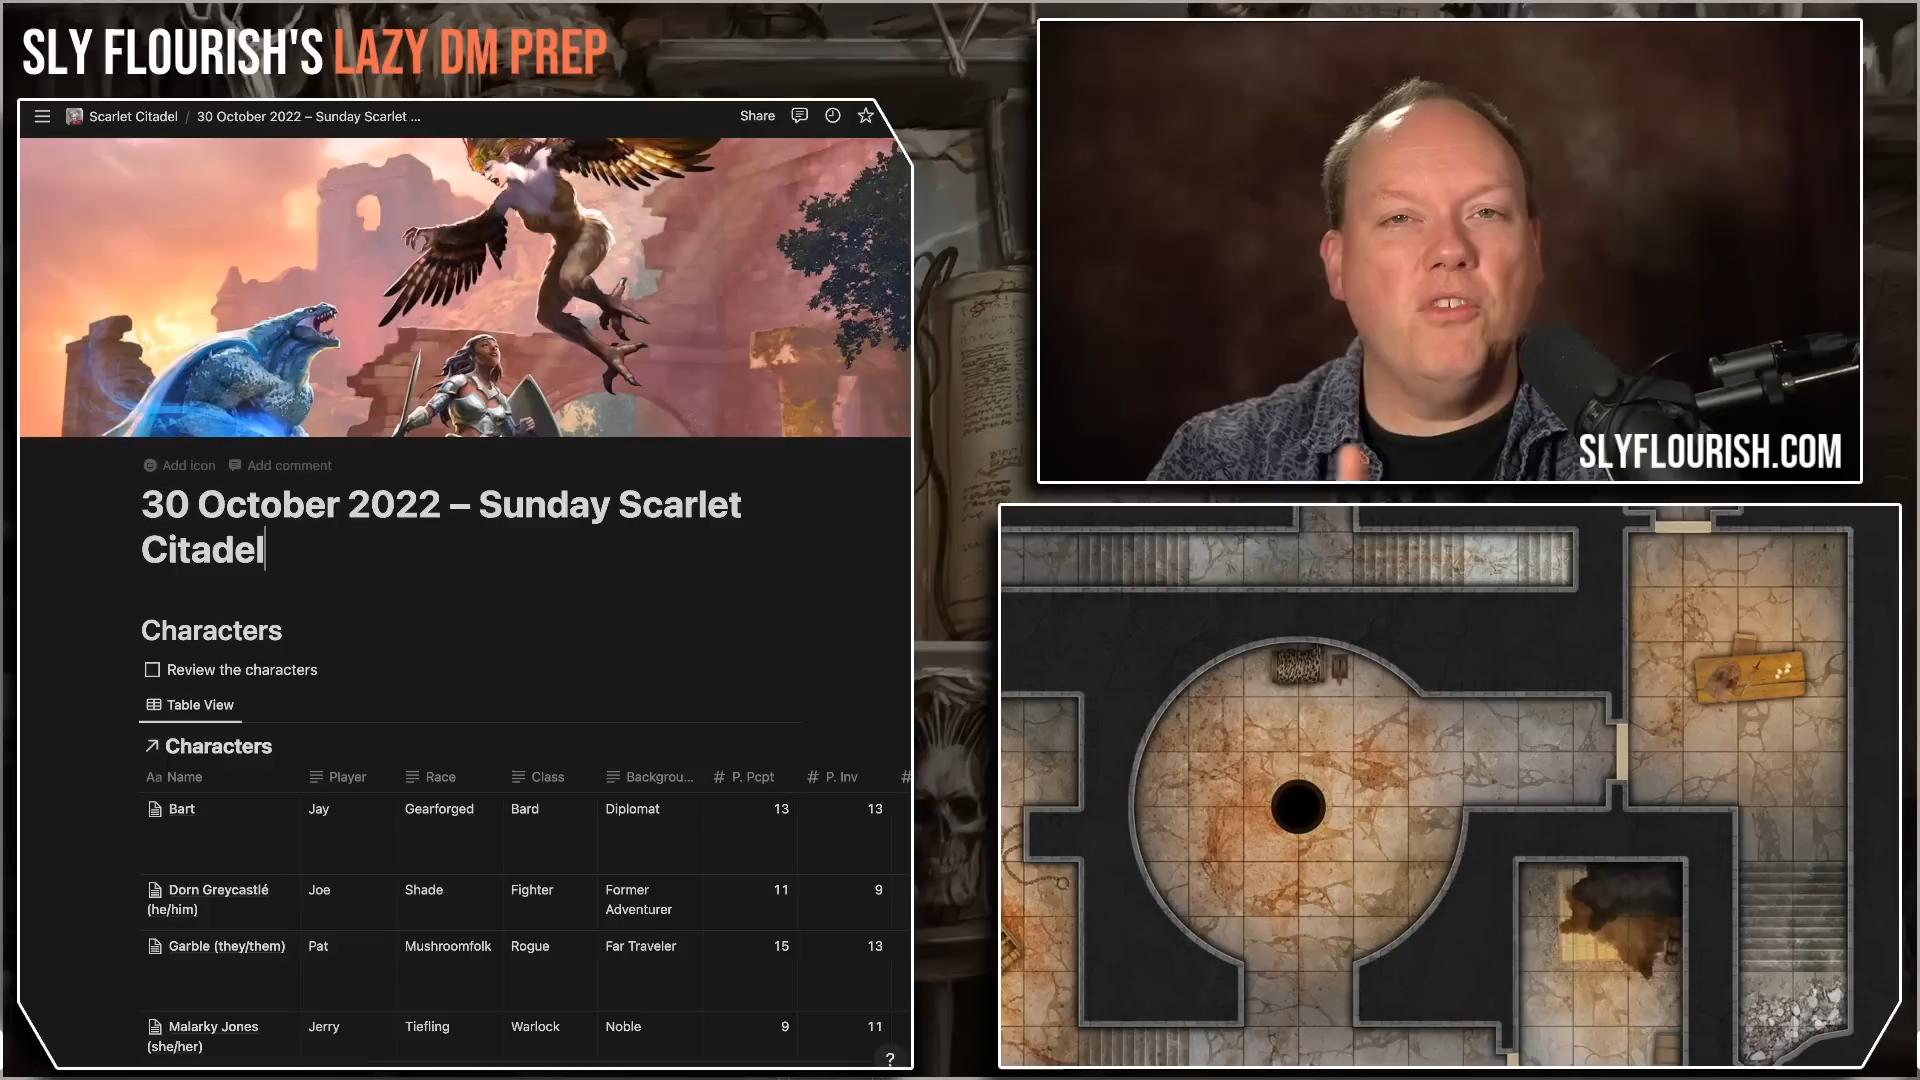 SLY FLOURISH'S LAZY DM PREP
Scarlet Citadel / 30 October 2022 – Sunday Scarlet ...
Share
Add icon Add comment
30 October 2022 – Sunday Scarlet
Citadel
Characters
Review the characters
Table View
Characters
Aa Name Player Race Class Backgrou... # P. Pcpt # P. Inv #
Bart Jay Gearforged Bard Diplomat 13 13
Dorn Greycastlé Joe Shade Fighter Former 11 9
(he/him) Adventurer
Garble (they/them) Pat Mushroomfolk Rogue Far Traveler 15 13
Malarky Jones Jerry Tiefling Warlock Noble 9 11
(she/her)
?
SLYFLOURISH.COM